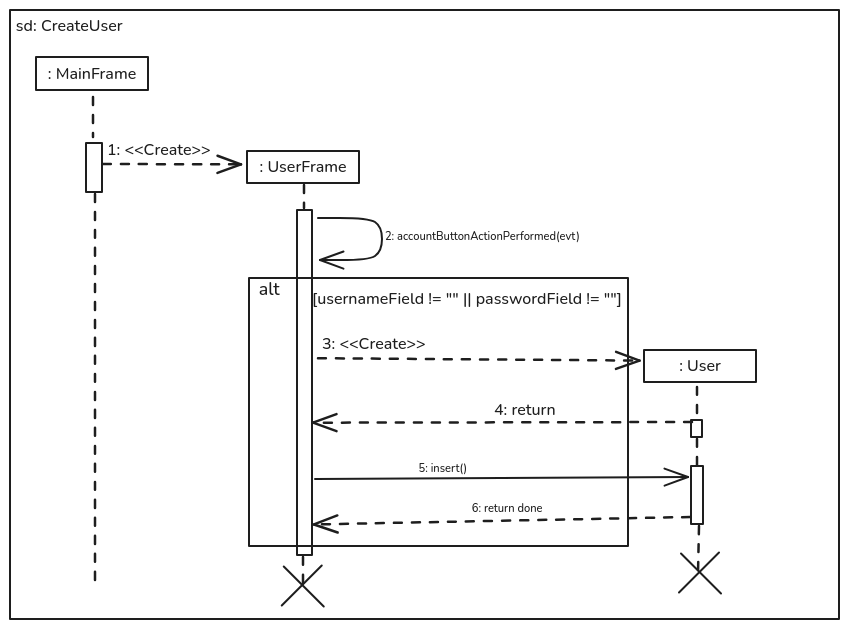 sd: CreateUser
: MainFrame
1: <<Create>>
: UserFrame
2: accountButtonActionPerformed(evt)
alt
[usernameField != "" || passwordField != ""]
3: <<Create>>
: User
4: return
5: insert()
6: return done